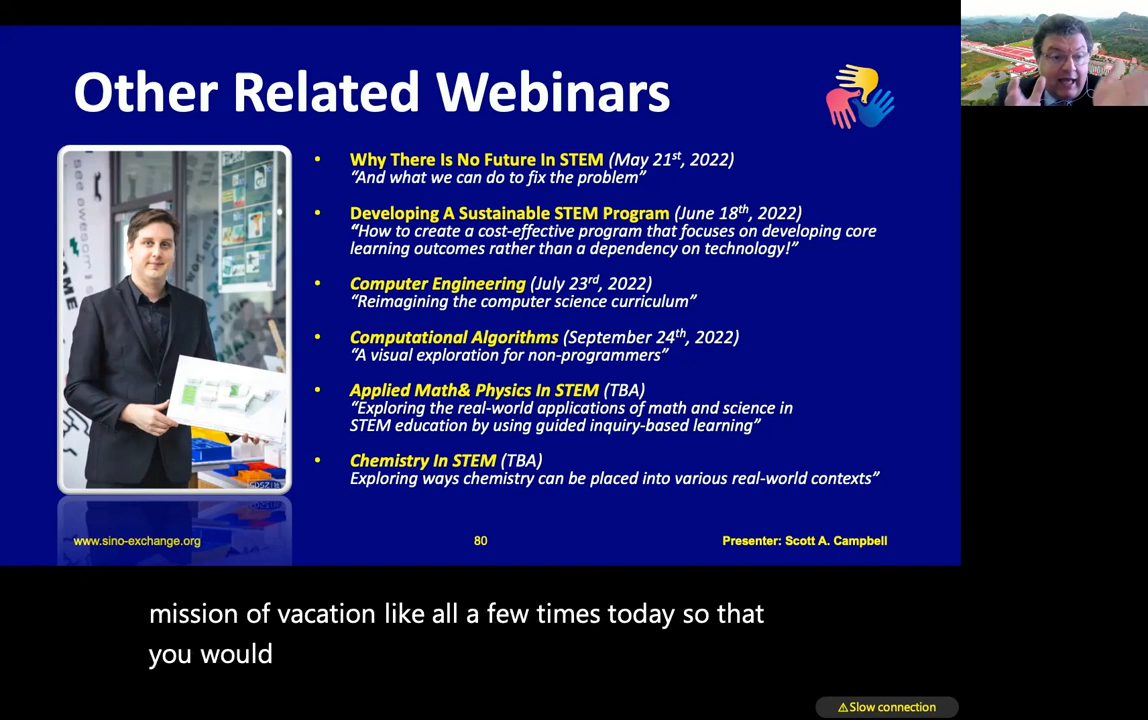 Other Related Webinars
• Why There Is No Future In STEM (May 21st, 2022)
“And what we can do to fix the problem”
• Developing A Sustainable STEM Program (June 18th, 2022)
“How to create a cost-effective program that focuses on developing core
learning outcomes rather than a dependency on technology!”
• Computer Engineering (July 23rd, 2022)
“Reimagining the computer science curriculum”
• Computational Algorithms (September 24th, 2022)
“A visual exploration for non-programmers”
• Applied Math& Physics In STEM (TBA)
“Exploring the real-world applications of math and science in
STEM education by using guided inquiry-based learning”
• Chemistry In STEM (TBA)
Exploring ways chemistry can be placed into various real-world contexts”
www.sino-exchange.org
80
Presenter: Scott A. Campbell
mission of vacation like all a few times today so that
you would
⚠Slow connection